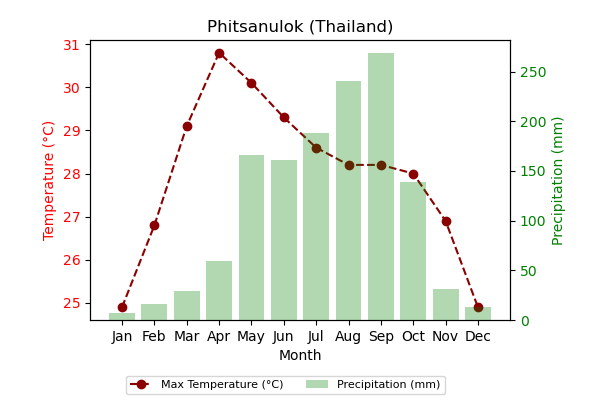 Phitsanulok (Thailand)
31
30
29
28
27
26
25
Temperature (°C)
250
200
150
100
50
0
Precipitation (mm)
Jan Feb Mar Apr May Jun Jul Aug Sep Oct Nov Dec
Month
Max Temperature (°C) Precipitation (mm)